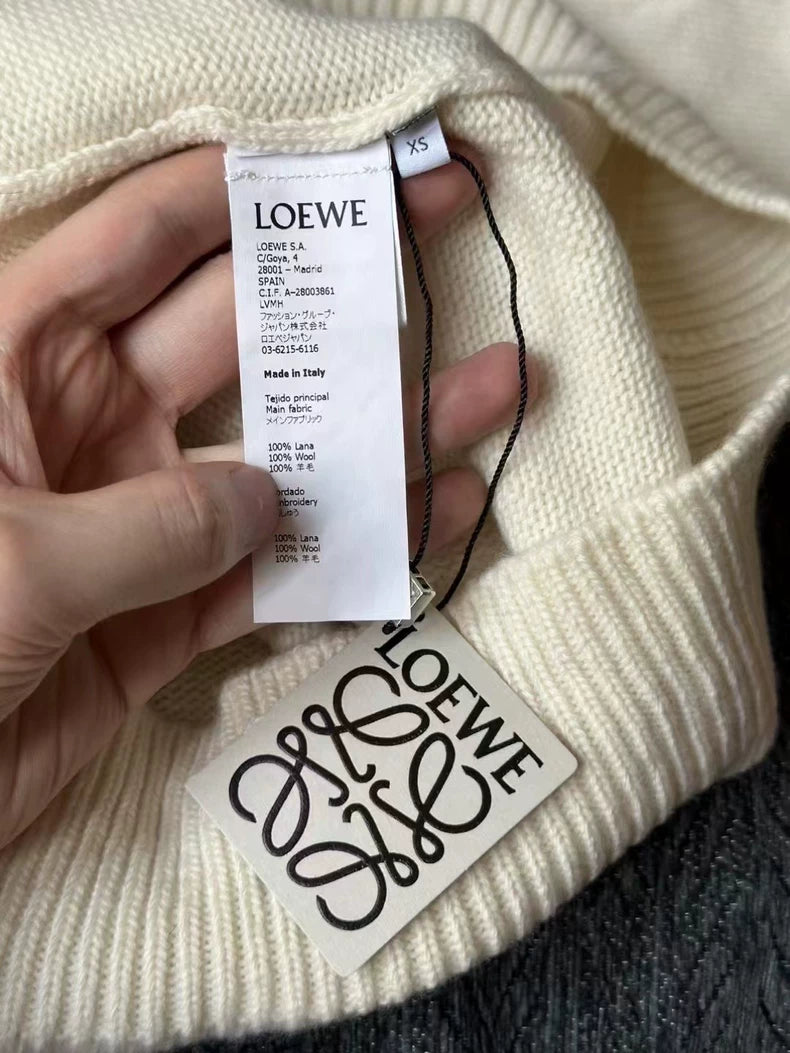 XS
LOEWE
LOEWE S.A.
C/Goya, 4
28001 – Madrid
SPAIN
C.I.F. A–28003861
LVMH
ファッション・グループ・
ジャパン株式会社
ロエベジャパン
03-6215-6116
Made in Italy
Tejido principal
Main fabric
メインファブリック
100% Lana
100% Wool
100% 羊毛
100% Lana
100% Wool
100% 羊毛
LOEWE